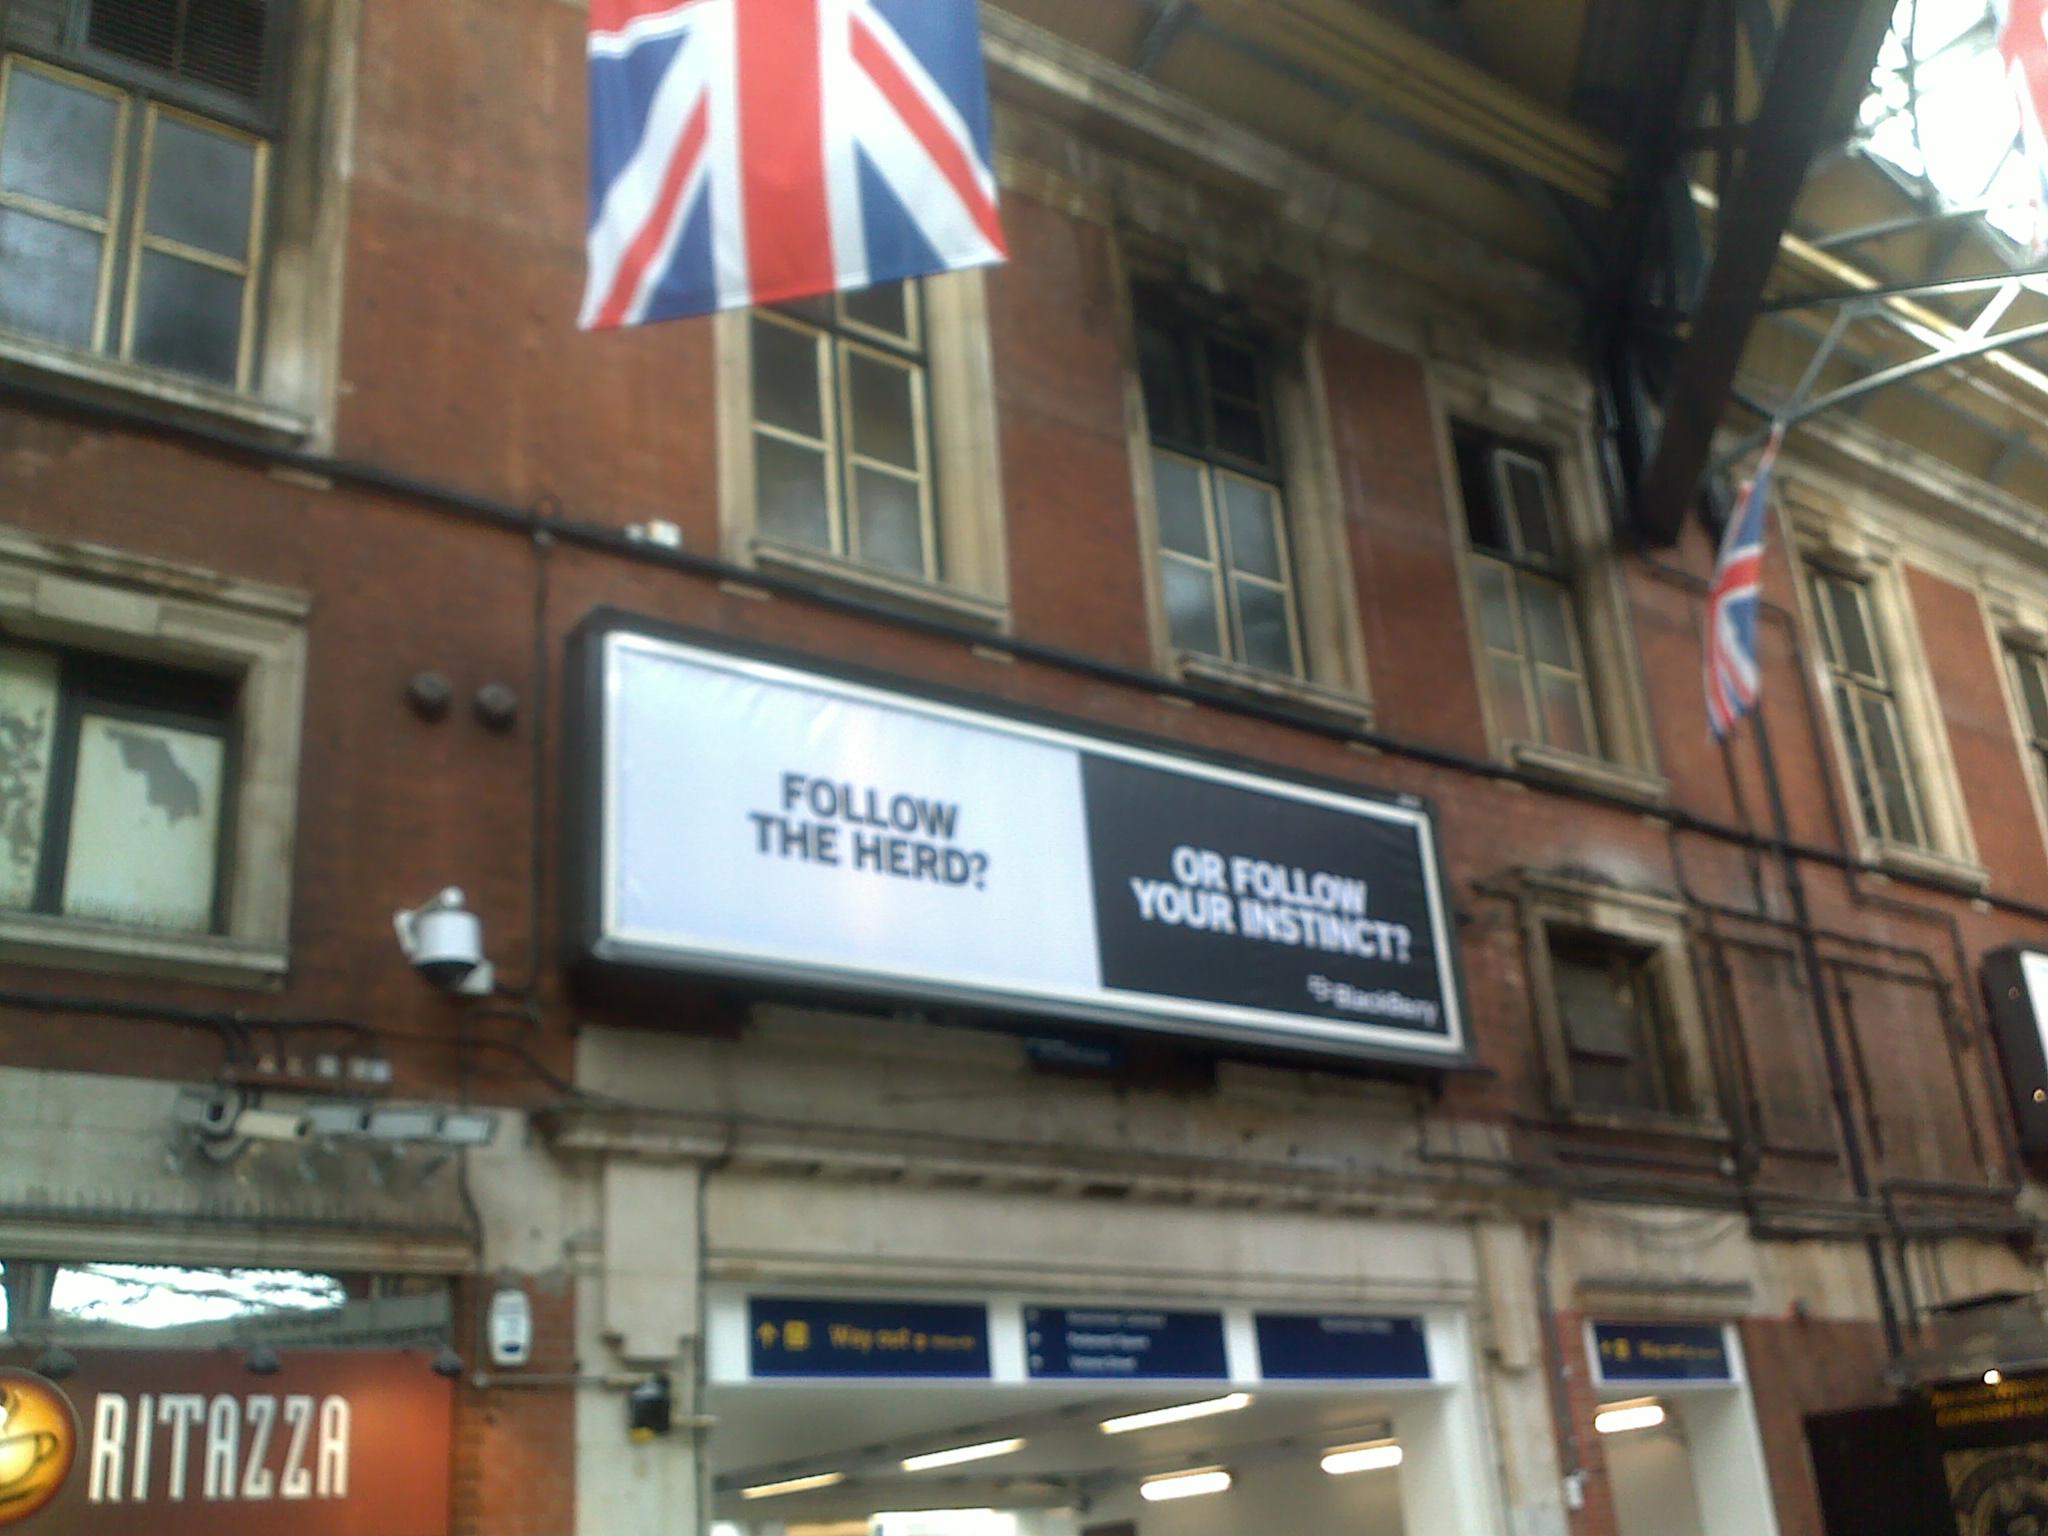 FOLLOW
THE HERD?
OR FOLLOW
YOUR INSTINCT?
BlackBerry
Way out
Way out
RITAZZA